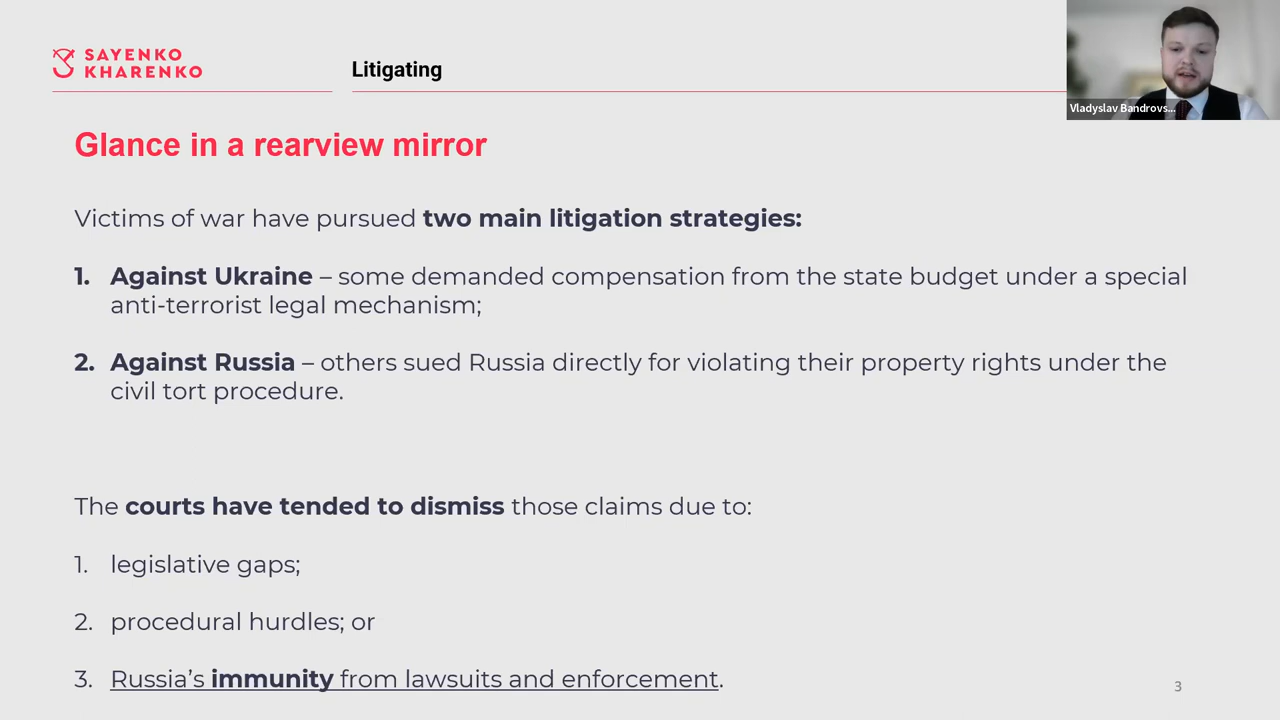 SAYENKO
KHARENKO
Litigating
Vladyslav Bandrovs...
Glance in a rearview mirror
Victims of war have pursued two main litigation strategies:
1. Against Ukraine – some demanded compensation from the state budget under a special
anti-terrorist legal mechanism;
2. Against Russia – others sued Russia directly for violating their property rights under the
civil tort procedure.
The courts have tended to dismiss those claims due to:
1. legislative gaps;
2. procedural hurdles; or
3. Russia’s immunity from lawsuits and enforcement.
3